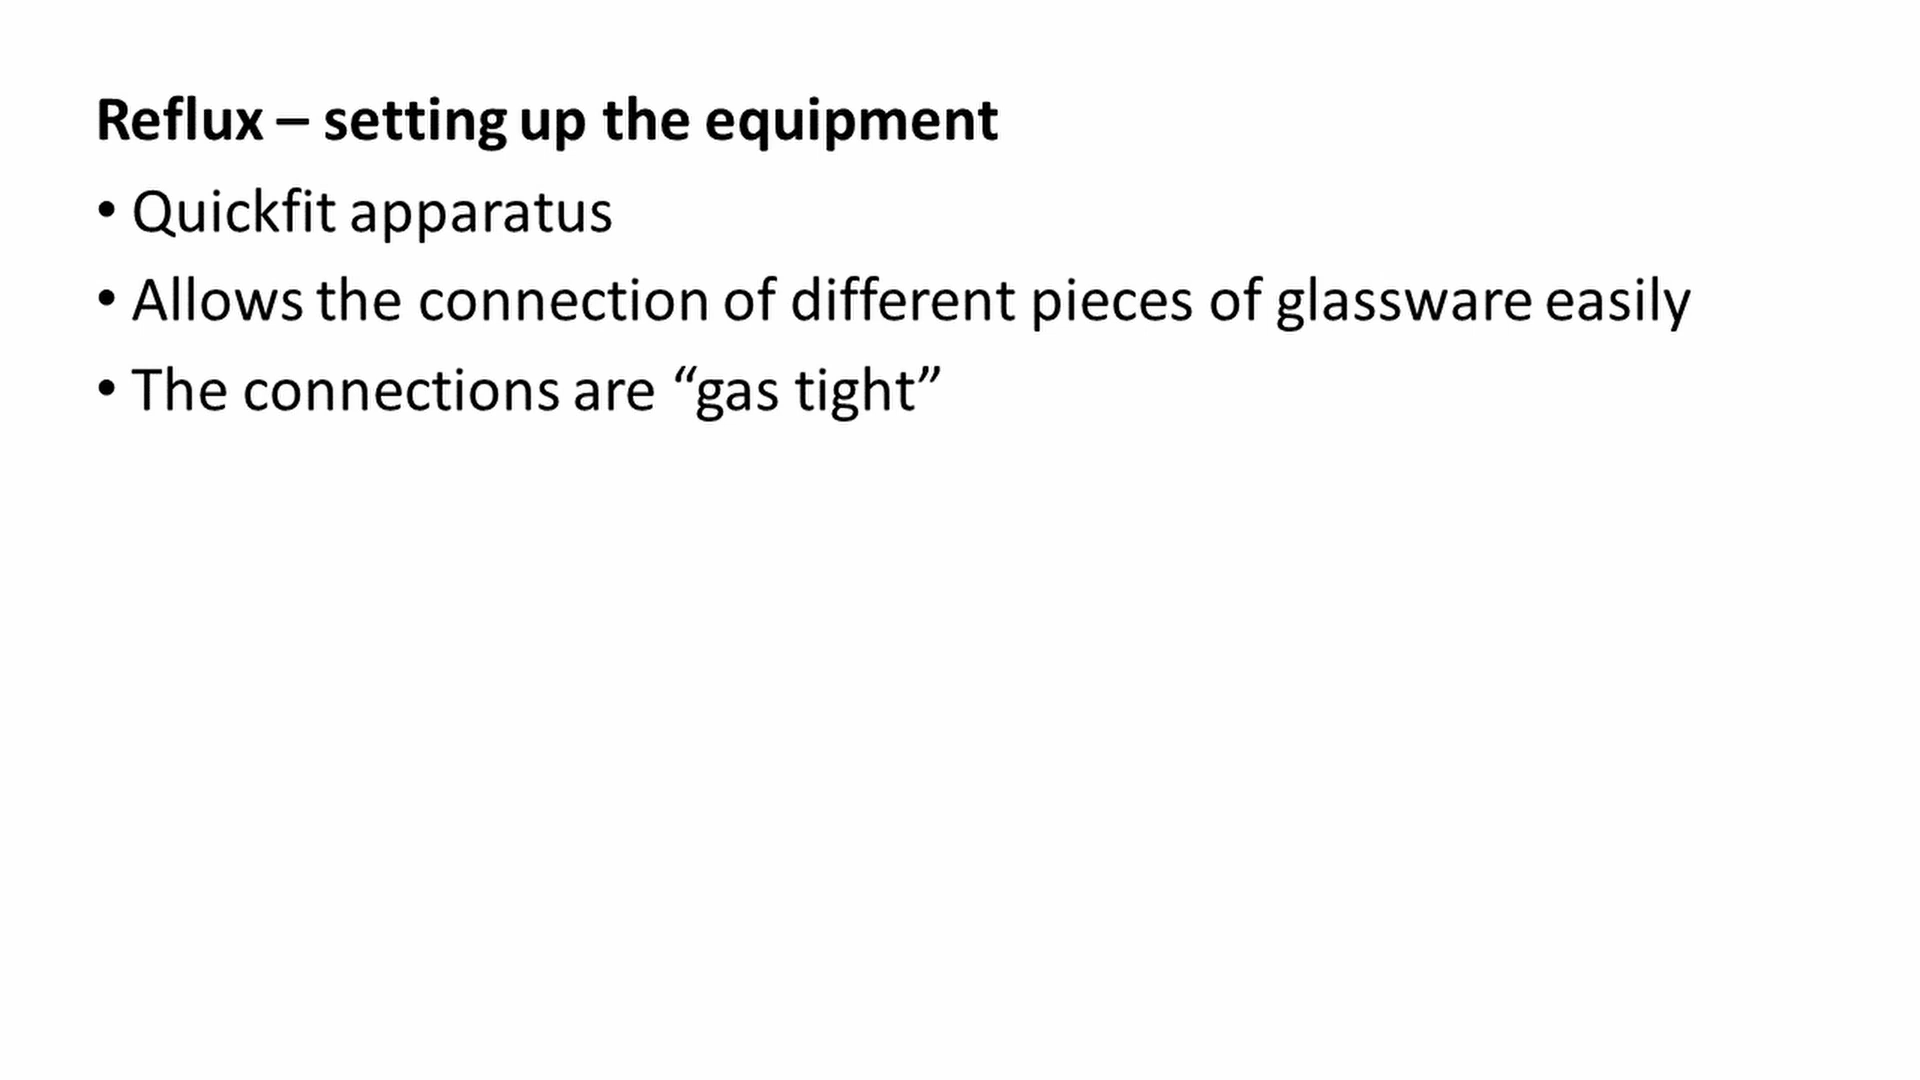 Reflux – setting up the equipment
• Quickfit apparatus
• Allows the connection of different pieces of glassware easily
• The connections are “gas tight”